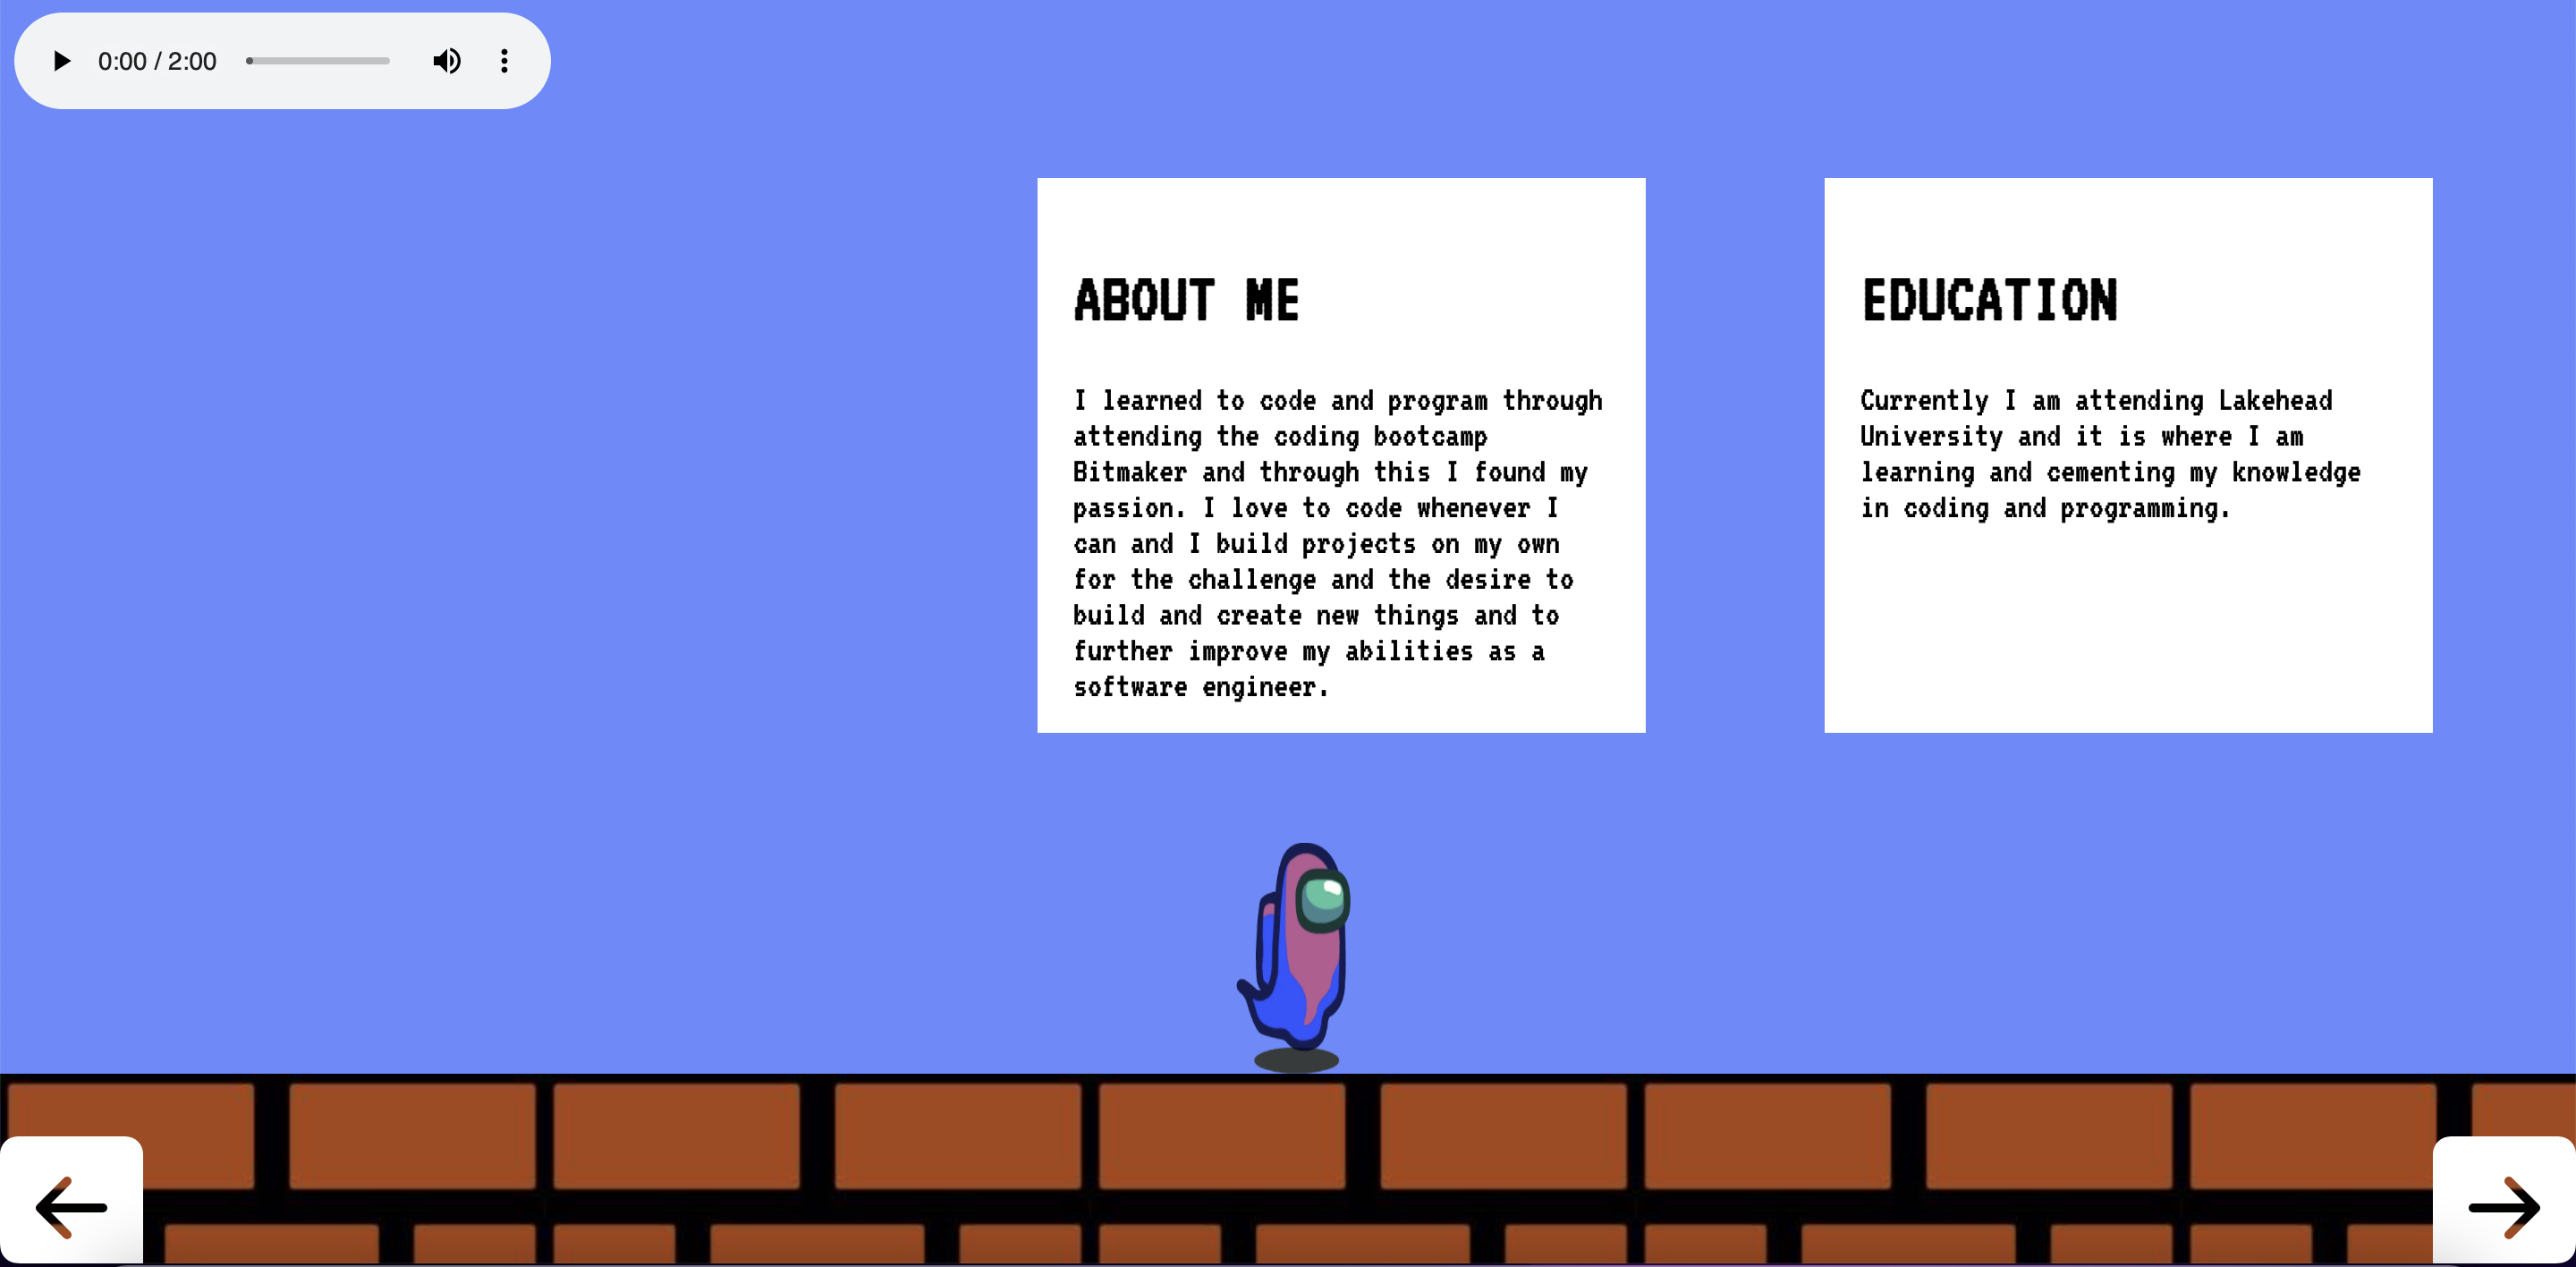 0:00 / 2:00
ABOUT ME
I learned to code and program through
attending the coding bootcamp
Bitmaker and through this I found my
passion. I love to code whenever I
can and I build projects on my own
for the challenge and the desire to
build and create new things and to
further improve my abilities as a
software engineer.
EDUCATION
Currently I am attending Lakehead
University and it is where I am
learning and cementing my knowledge
in coding and programming.